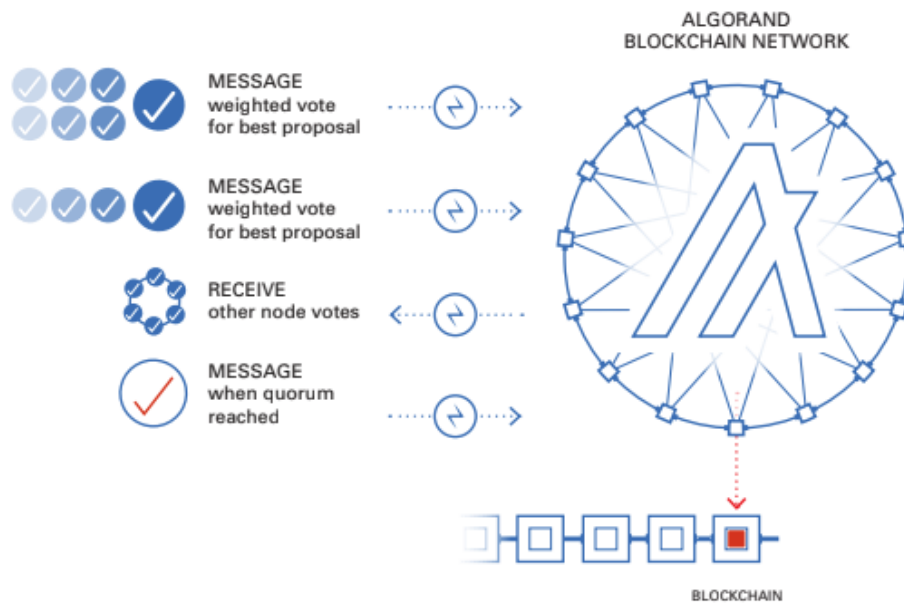 ALGORAND
BLOCKCHAIN NETWORK
MESSAGE
weighted vote
for best proposal
MESSAGE
weighted vote
for best proposal
RECEIVE
other node votes
MESSAGE
when quorum
reached
BLOCKCHAIN